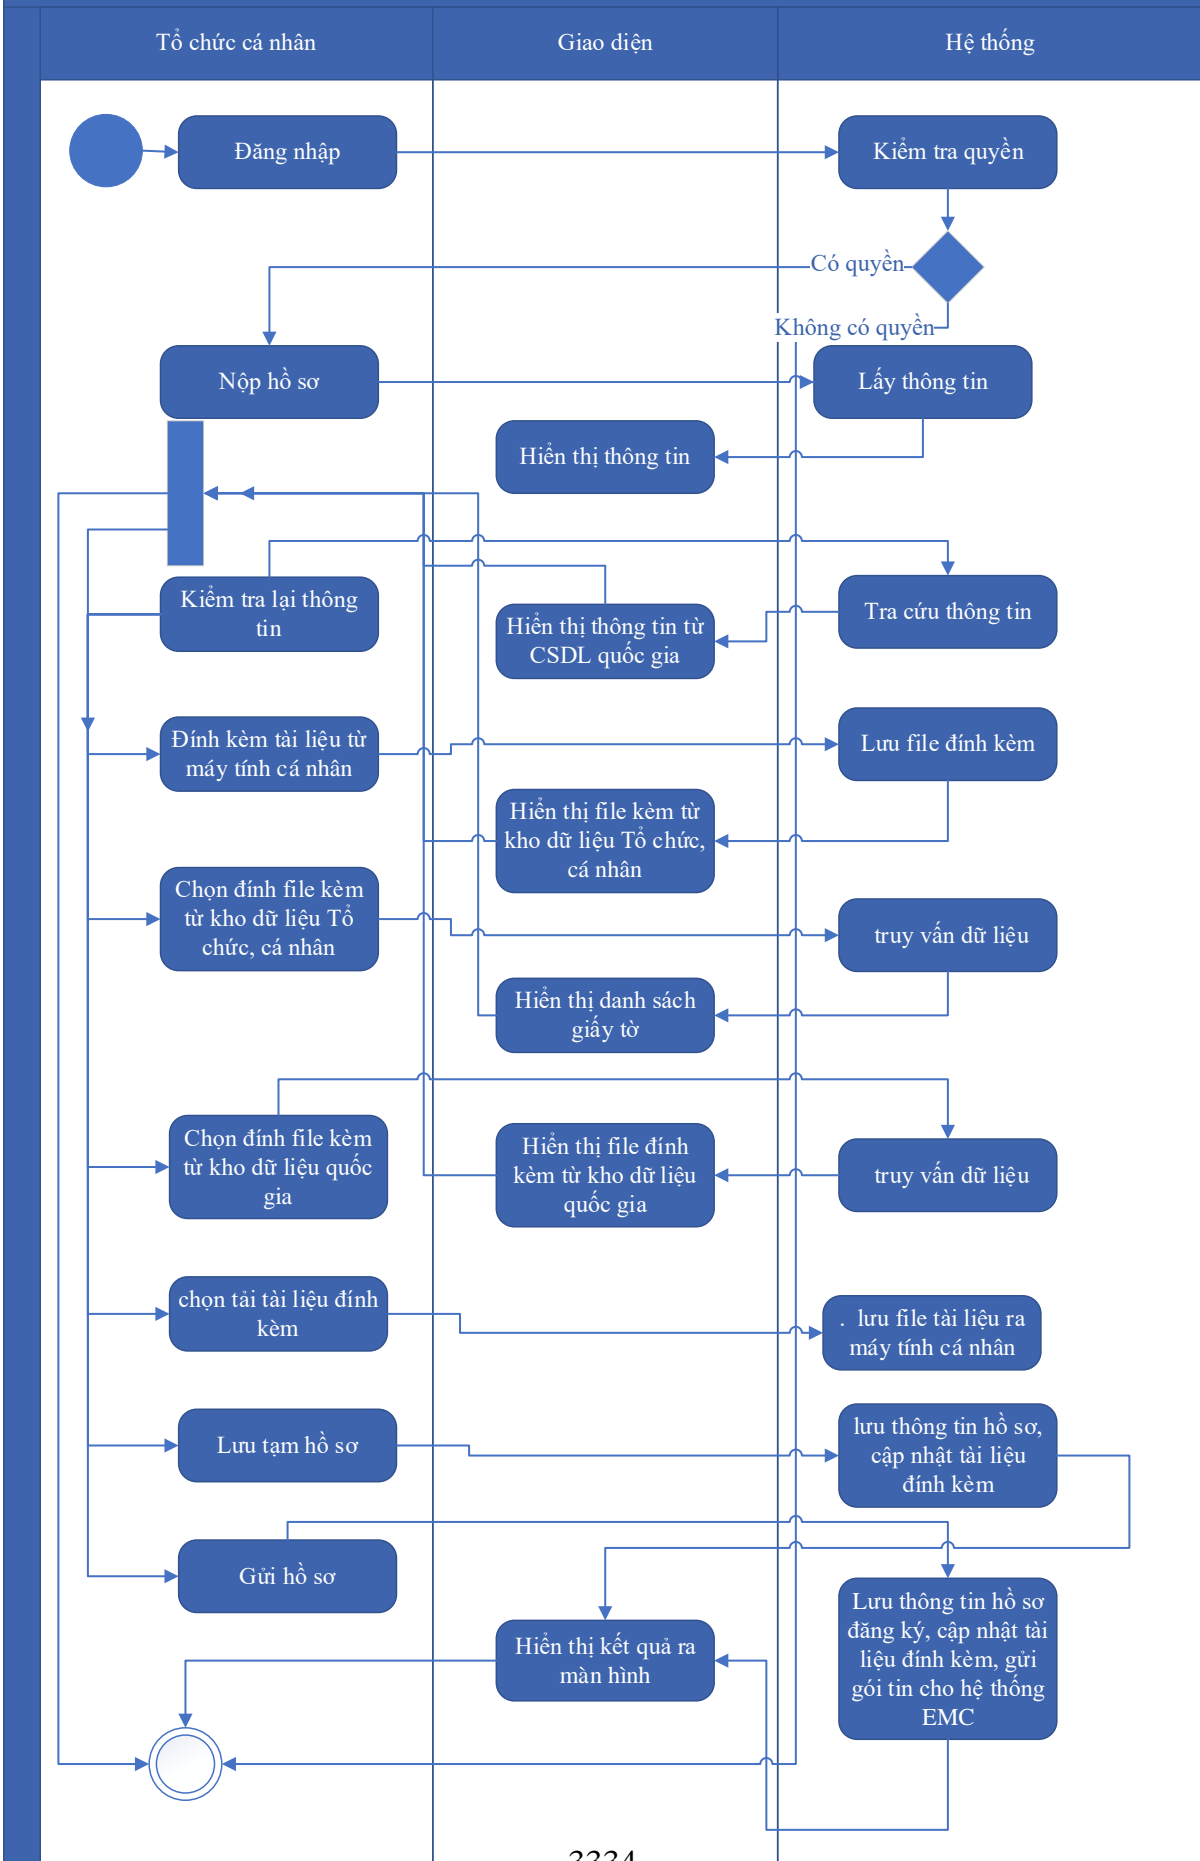 Tổ chức cá nhân
Giao diện
Hệ thống
Đăng nhập
Kiểm tra quyền
Có quyền
Không có quyền
Nộp hồ sơ
Lấy thông tin
Hiển thị thông tin
Kiểm tra lại thông
tin
Hiển thị thông tin từ
CSDL quốc gia
Tra cứu thông tin
Đính kèm tài liệu từ
máy tính cá nhân
Lưu file đính kèm
Hiển thị file kèm từ
kho dữ liệu Tổ chức,
cá nhân
Chọn đính file kèm
từ kho dữ liệu Tổ
chức, cá nhân
truy vấn dữ liệu
Hiển thị danh sách
giấy tờ
Chọn đính file kèm
từ kho dữ liệu quốc
gia
Hiển thị file đính
kèm từ kho dữ liệu
quốc gia
truy vấn dữ liệu
chọn tải tài liệu đính
kèm
. lưu file tài liệu ra
máy tính cá nhân
Lưu tạm hồ sơ
lưu thông tin hồ sơ,
cập nhật tài liệu
đính kèm
Gửi hồ sơ
Hiển thị kết quả ra
màn hình
Lưu thông tin hồ sơ
đăng ký, cập nhật tài
liệu đính kèm, gửi
gói tin cho hệ thống
EMC
3334